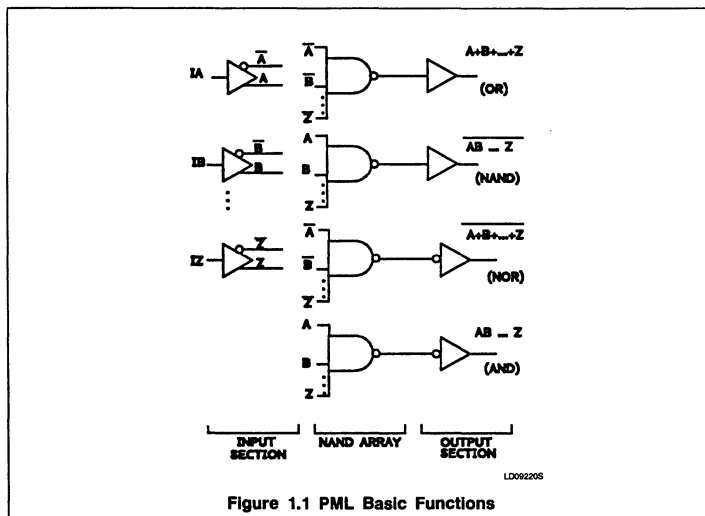 A̅
IA
A
A̅
B̅
Z̅
A+B+...+Z
(OR)
B̅
IB
B
A
B
Z
A̅B̅ ̅.̅.̅.̅ ̅Z̅
(NAND)
Z̅
IZ
Z
A̅
B̅
Z̅
A̅+̅B̅+̅.̅.̅.̅+̅Z̅
(NOR)
A
B
Z
AB ... Z
(AND)
INPUT
SECTION
NAND ARRAY
OUTPUT
SECTION
LD09220S
Figure 1.1 PML Basic Functions